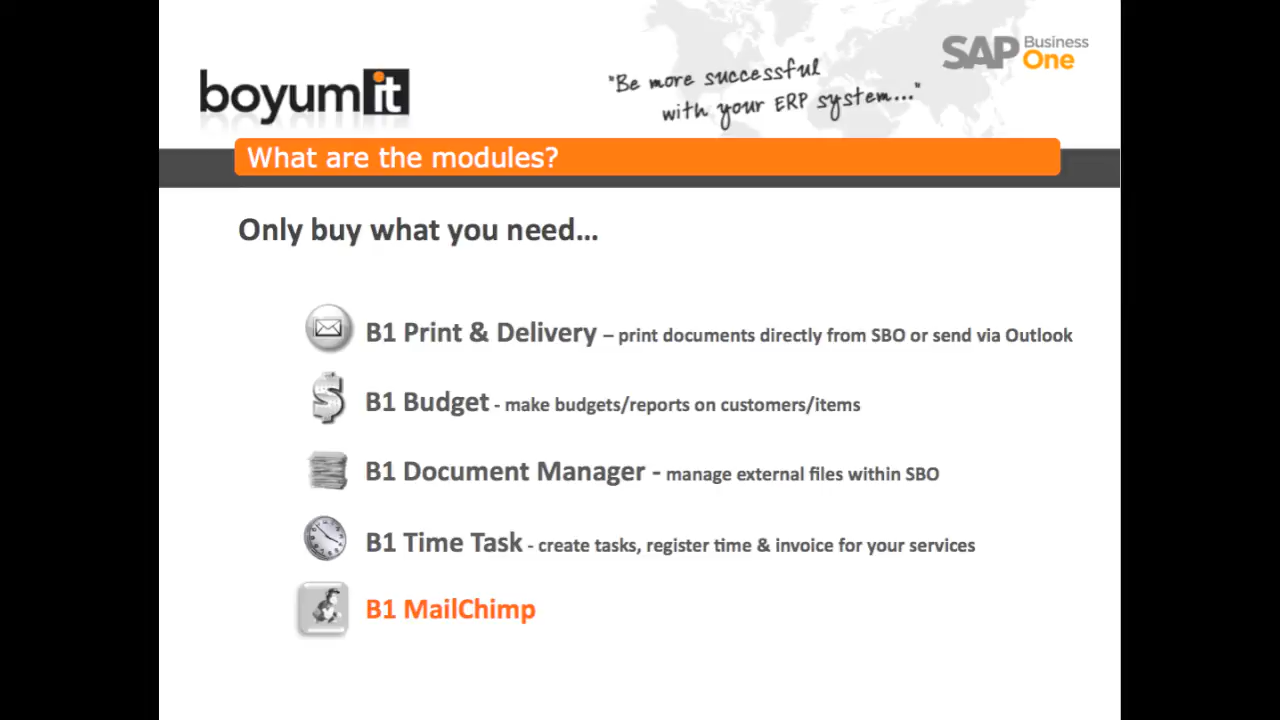 boyumit
"Be more successful
with your ERP system..."
SAP Business One
What are the modules?
Only buy what you need...
B1 Print & Delivery – print documents directly from SBO or send via Outlook
B1 Budget - make budgets/reports on customers/items
B1 Document Manager - manage external files within SBO
B1 Time Task - create tasks, register time & invoice for your services
B1 MailChimp